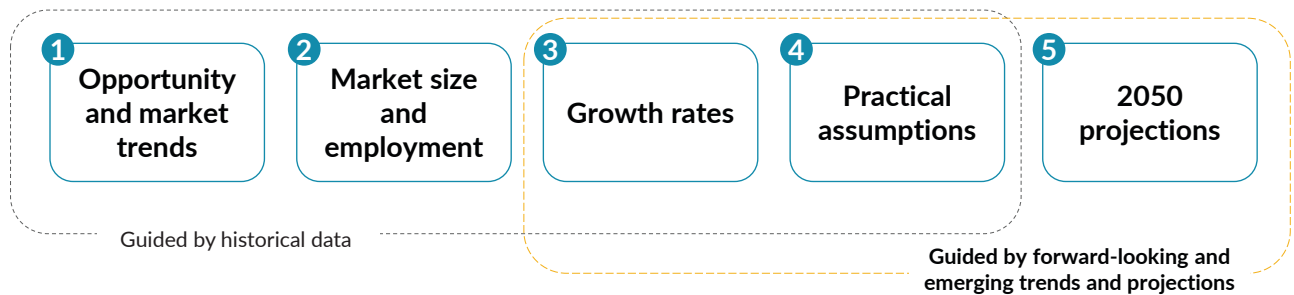 1
Opportunity
and market
trends
2
Market size
and
employment
3
Growth rates
4
Practical
assumptions
5
2050
projections
Guided by historical data
Guided by forward-looking and
emerging trends and projections